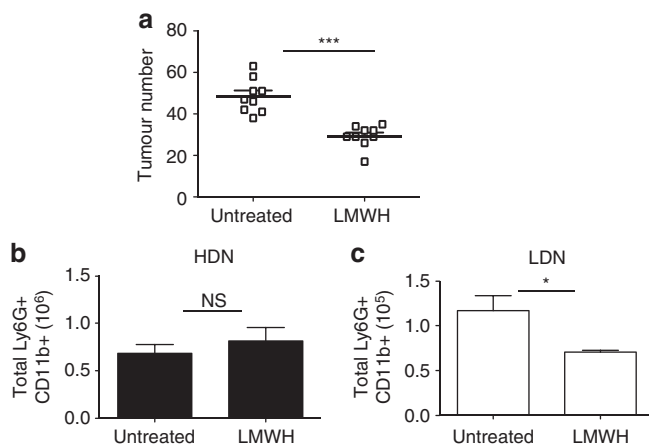 a
***
Tumour number
80
60
40
20
0
Untreated LMWH
b
HDN
Total Ly6G+
CD11b+ (10⁶)
1.5
1.0
0.5
0.0
NS
Untreated LMWH
c
LDN
Total Ly6G+
CD11b+ (10⁵)
1.5
1.0
0.5
0.0
*
Untreated LMWH